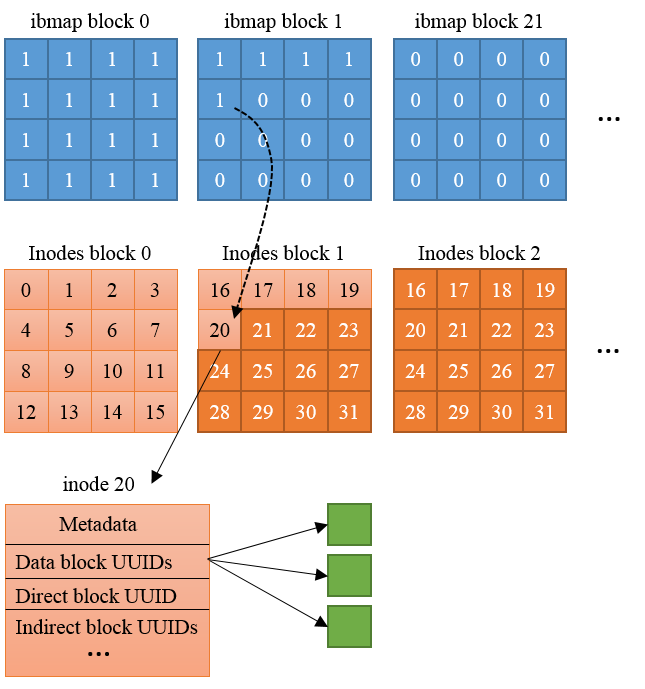 ibmap block 0 ibmap block 1 ibmap block 21
1 1 1 1 1 1 1 1 0 0 0 0
1 1 1 1 1 0 0 0 0 0 0 0
...
1 1 1 1 0 0 0 0 0 0 0 0
1 1 1 1 0 0 0 0 0 0 0 0
Inodes block 0 Inodes block 1 Inodes block 2
0 1 2 3 16 17 18 19 16 17 18 19
4 5 6 7 20 21 22 23 20 21 22 23
...
8 9 10 11 24 25 26 27 24 25 26 27
12 13 14 15 28 29 30 31 28 29 30 31
inode 20
Metadata
Data block UUIDs
Direct block UUID
Indirect block UUIDs
...